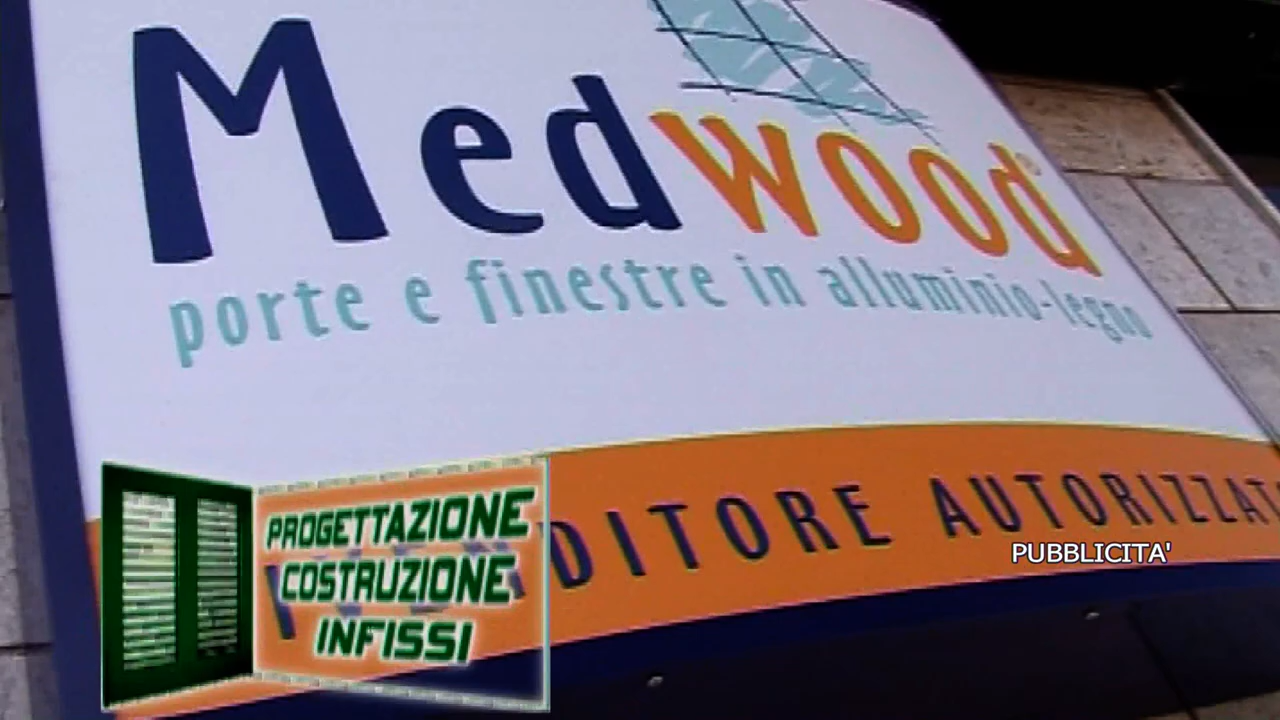 Medwood®
porte e finestre in alluminio-legno
DITORE AUTORIZZAT
PUBBLICITA'
PROGETTAZIONE
COSTRUZIONE
INFISSI